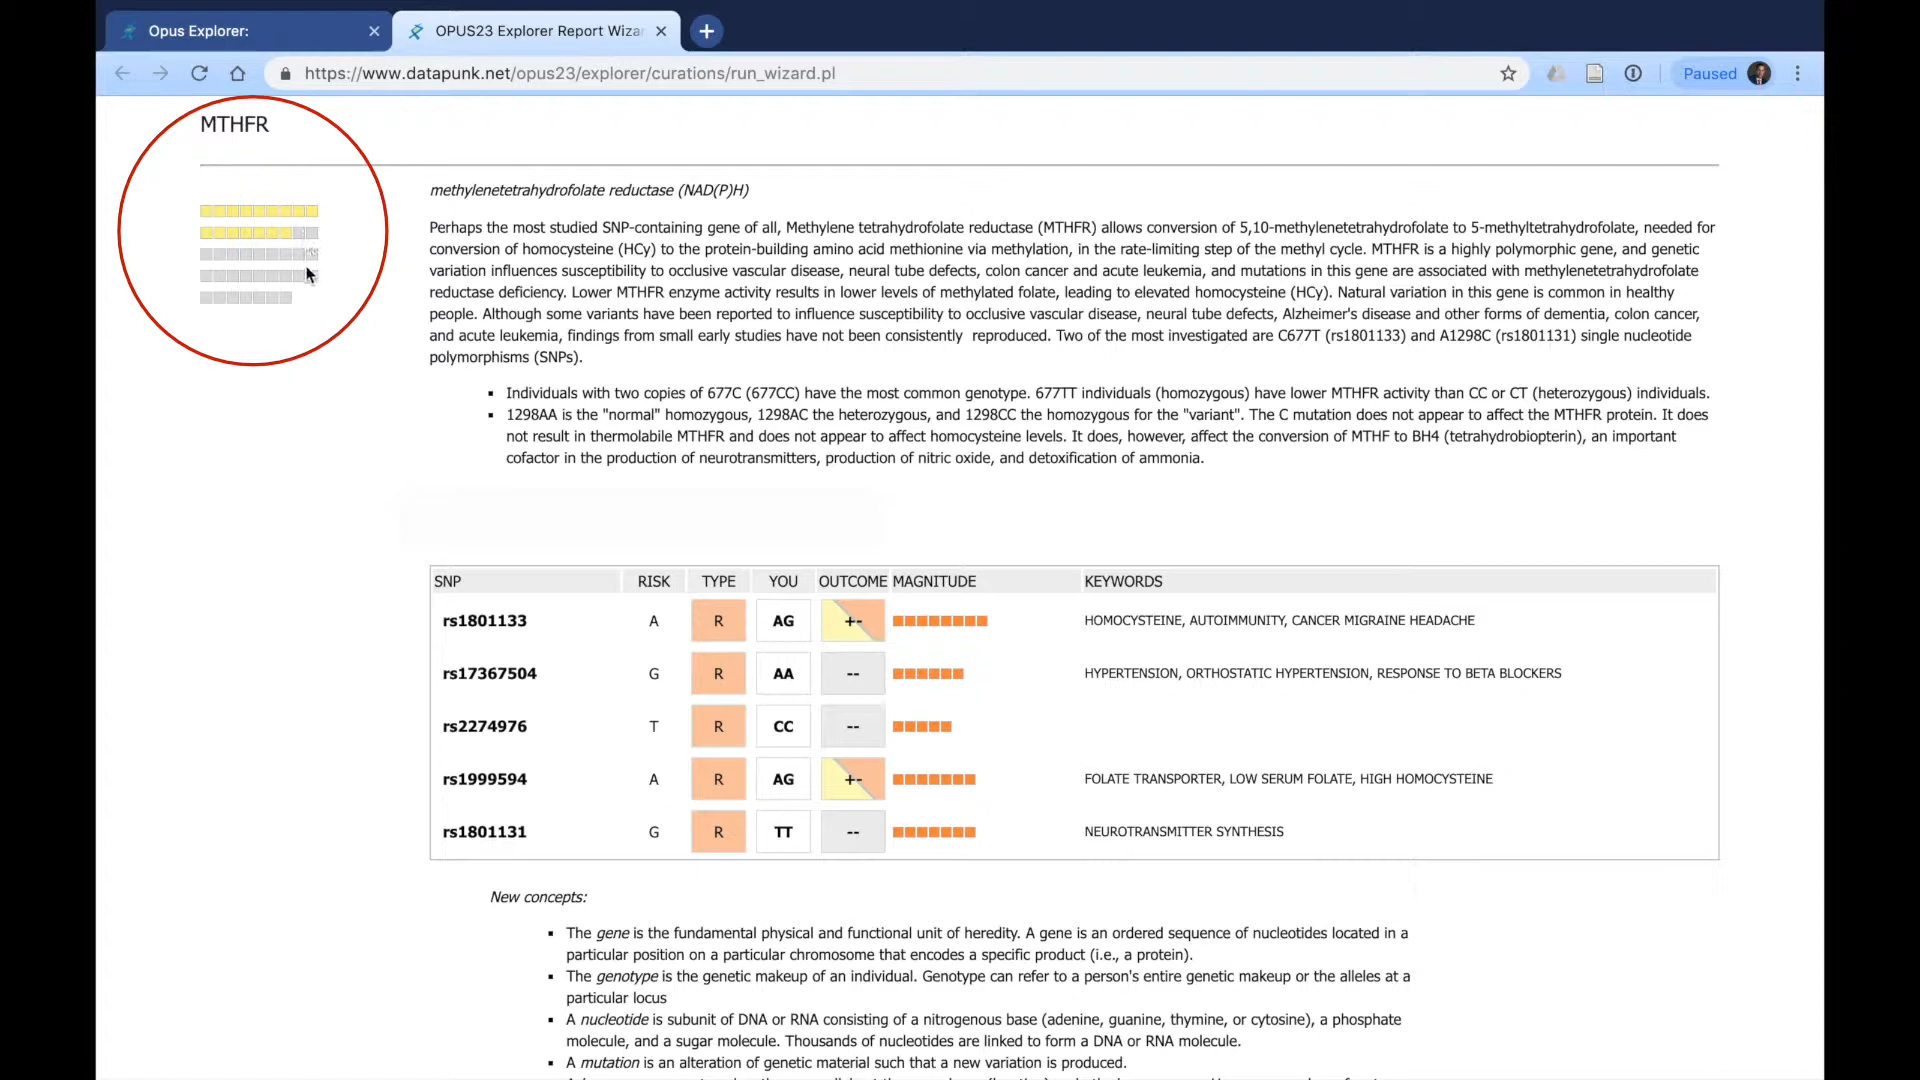 Opus Explorer:
OPUS23 Explorer Report Wiza
https://www.datapunk.net/opus23/explorer/curations/run_wizard.pl
Paused
MTHFR
methylenetetrahydrofolate reductase (NAD(P)H)
Perhaps the most studied SNP-containing gene of all, Methylene tetrahydrofolate reductase (MTHFR) allows conversion of 5,10-methylenetetrahydrofolate to 5-methyltetrahydrofolate, needed for
conversion of homocysteine (HCy) to the protein-building amino acid methionine via methylation, in the rate-limiting step of the methyl cycle. MTHFR is a highly polymorphic gene, and genetic
variation influences susceptibility to occlusive vascular disease, neural tube defects, colon cancer and acute leukemia, and mutations in this gene are associated with methylenetetrahydrofolate
reductase deficiency. Lower MTHFR enzyme activity results in lower levels of methylated folate, leading to elevated homocysteine (HCy). Natural variation in this gene is common in healthy
people. Although some variants have been reported to influence susceptibility to occlusive vascular disease, neural tube defects, Alzheimer's disease and other forms of dementia, colon cancer,
and acute leukemia, findings from small early studies have not been consistently reproduced. Two of the most investigated are C677T (rs1801133) and A1298C (rs1801131) single nucleotide
polymorphisms (SNPs).
▪ Individuals with two copies of 677C (677CC) have the most common genotype. 677TT individuals (homozygous) have lower MTHFR activity than CC or CT (heterozygous) individuals.
▪ 1298AA is the "normal" homozygous, 1298AC the heterozygous, and 1298CC the homozygous for the "variant". The C mutation does not appear to affect the MTHFR protein. It does
not result in thermolabile MTHFR and does not appear to affect homocysteine levels. It does, however, affect the conversion of MTHF to BH4 (tetrahydrobiopterin), an important
cofactor in the production of neurotransmitters, production of nitric oxide, and detoxification of ammonia.
SNP RISK TYPE YOU OUTCOME MAGNITUDE KEYWORDS
rs1801133 A R AG +- HOMOCYSTEINE, AUTOIMMUNITY, CANCER MIGRAINE HEADACHE
rs17367504 G R AA -- HYPERTENSION, ORTHOSTATIC HYPERTENSION, RESPONSE TO BETA BLOCKERS
rs2274976 T R CC --
rs1999594 A R AG +- FOLATE TRANSPORTER, LOW SERUM FOLATE, HIGH HOMOCYSTEINE
rs1801131 G R TT -- NEUROTRANSMITTER SYNTHESIS
New concepts:
▪ The gene is the fundamental physical and functional unit of heredity. A gene is an ordered sequence of nucleotides located in a
particular position on a particular chromosome that encodes a specific product (i.e., a protein).
▪ The genotype is the genetic makeup of an individual. Genotype can refer to a person's entire genetic makeup or the alleles at a
particular locus
▪ A nucleotide is subunit of DNA or RNA consisting of a nitrogenous base (adenine, guanine, thymine, or cytosine), a phosphate
molecule, and a sugar molecule. Thousands of nucleotides are linked to form a DNA or RNA molecule.
▪ A mutation is an alteration of genetic material such that a new variation is produced.